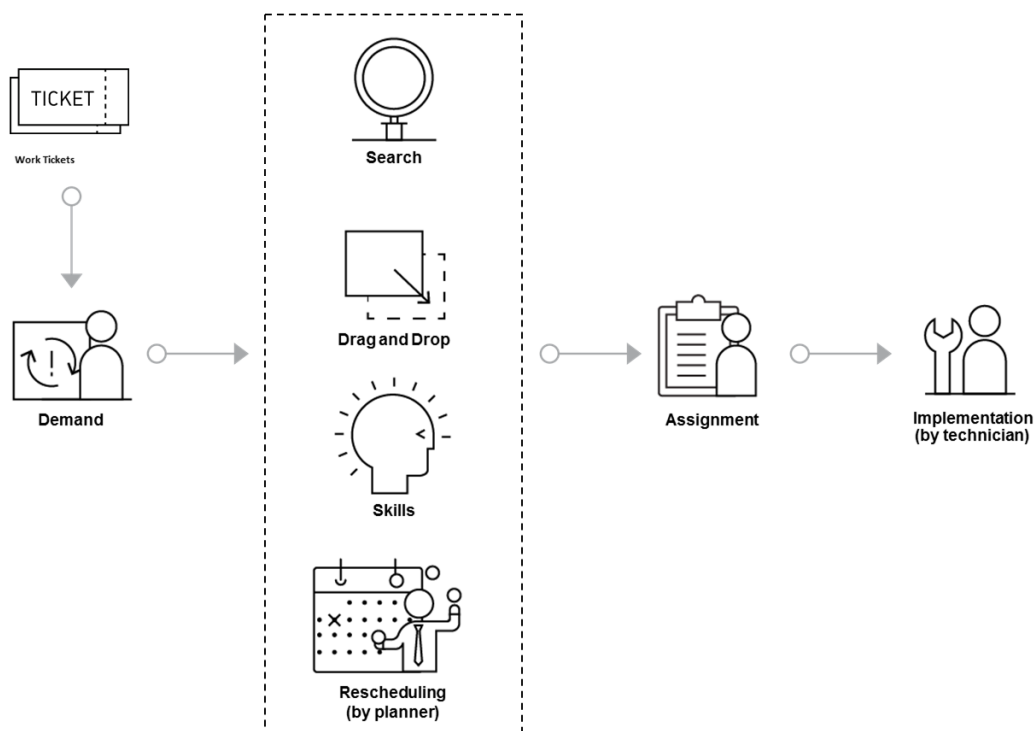 TICKET
Work Tickets
Demand
Search
Drag and Drop
Skills
Rescheduling
(by planner)
Assignment
Implementation
(by technician)